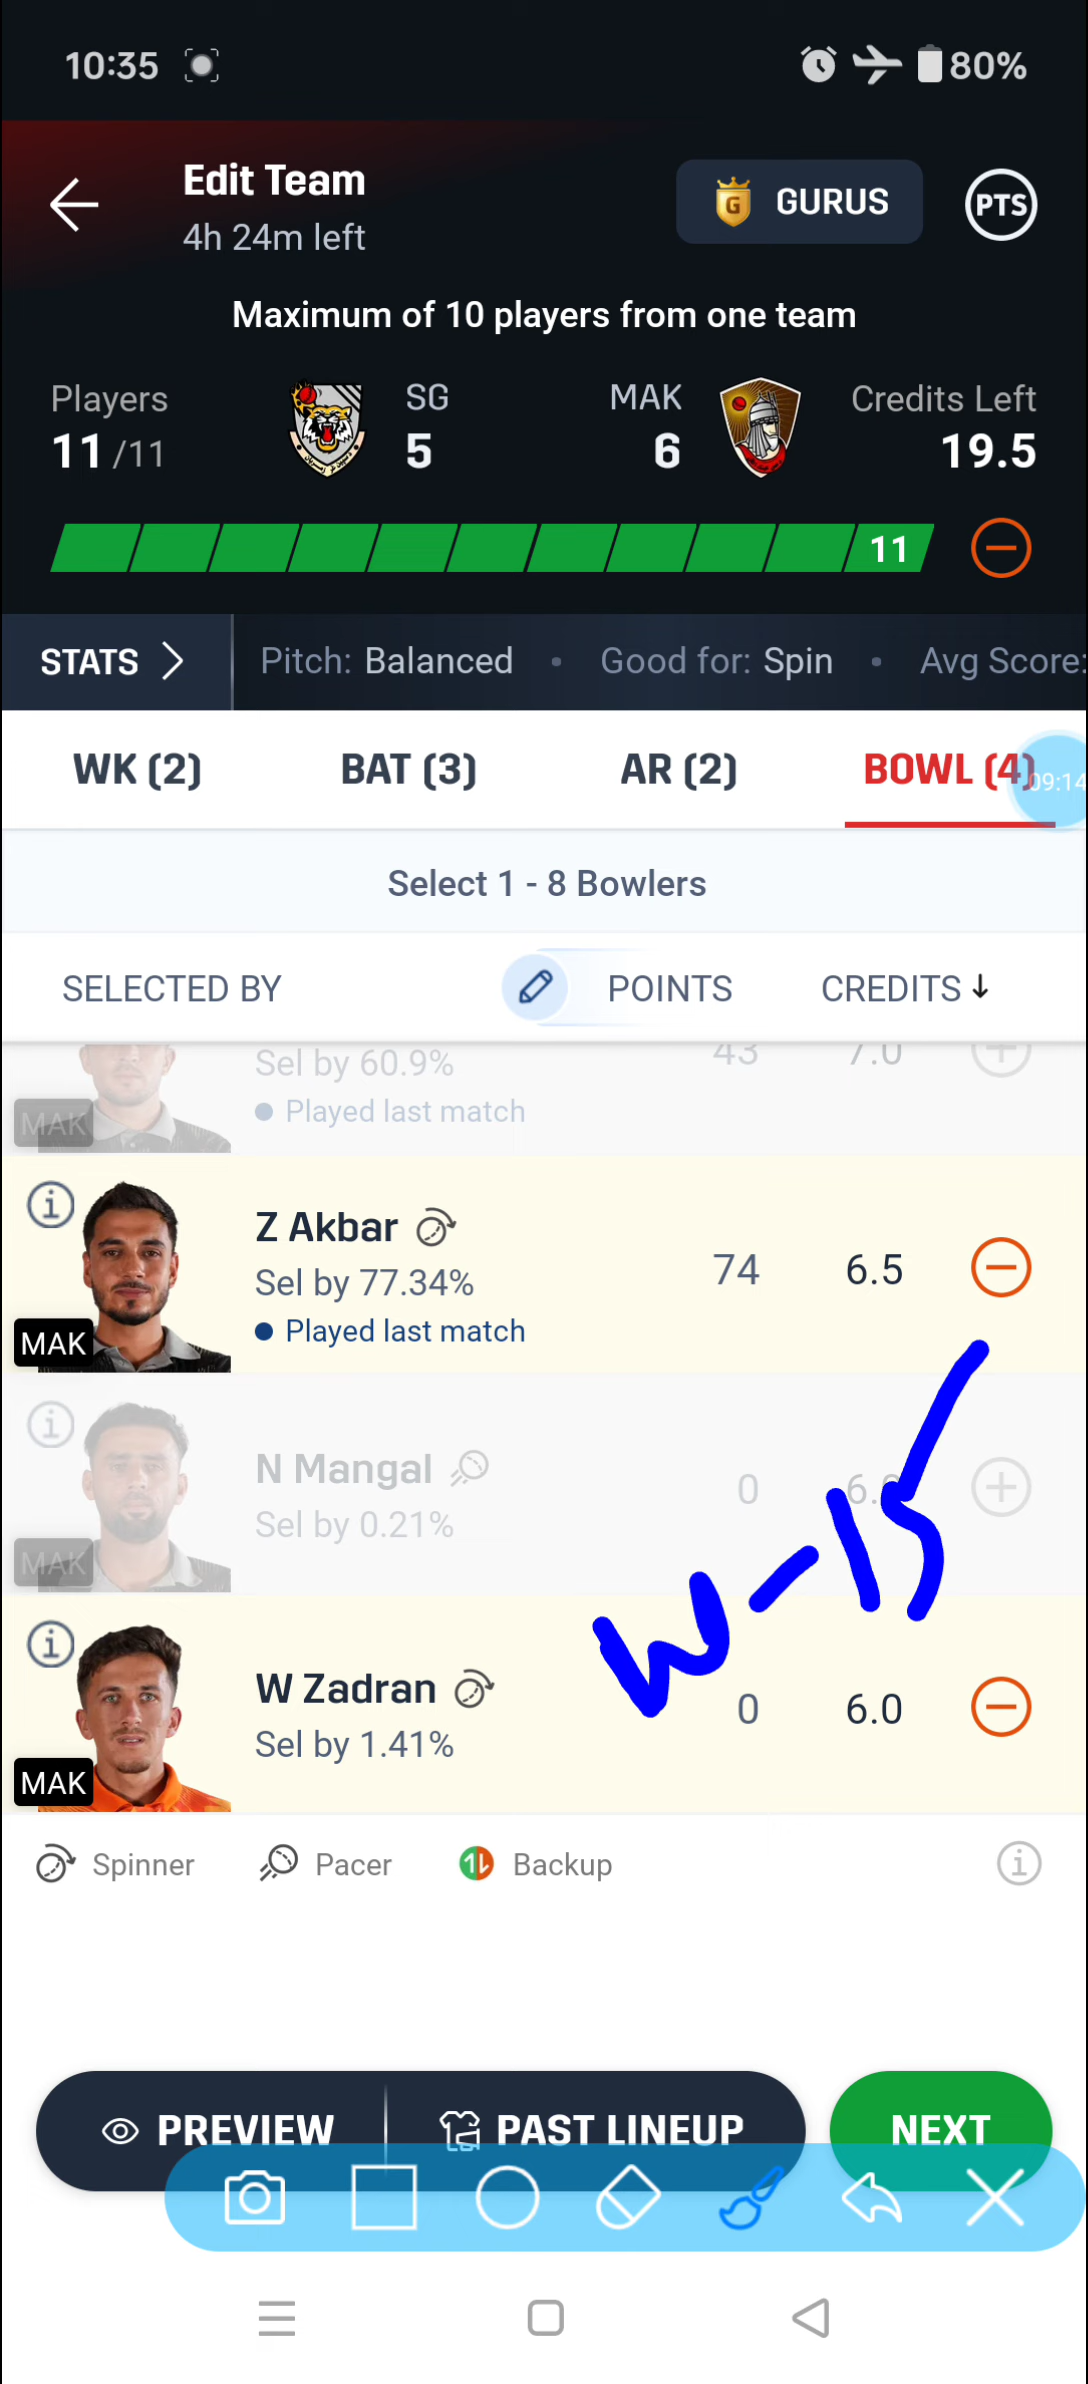 10:35 80%
Edit Team
4h 24m left
G GURUS
PTS
Maximum of 10 players from one team
Players SG MAK Credits Left
11/11 5 6 19.5
11
STATS Pitch: Balanced • Good for: Spin • Avg Score:
WK (2) BAT (3) AR (2) BOWL (4)
09:14
Select 1 - 8 Bowlers
SELECTED BY POINTS CREDITS
Sel by 60.9% 43 7.0
Played last match
MAK
Z Akbar
Sel by 77.34% 74 6.5
Played last match
MAK
N Mangal
Sel by 0.21% 0
MAK
W-15
W Zadran
Sel by 1.41% 0 6.0
MAK
Spinner Pacer Backup
PREVIEW PAST LINEUP NEXT